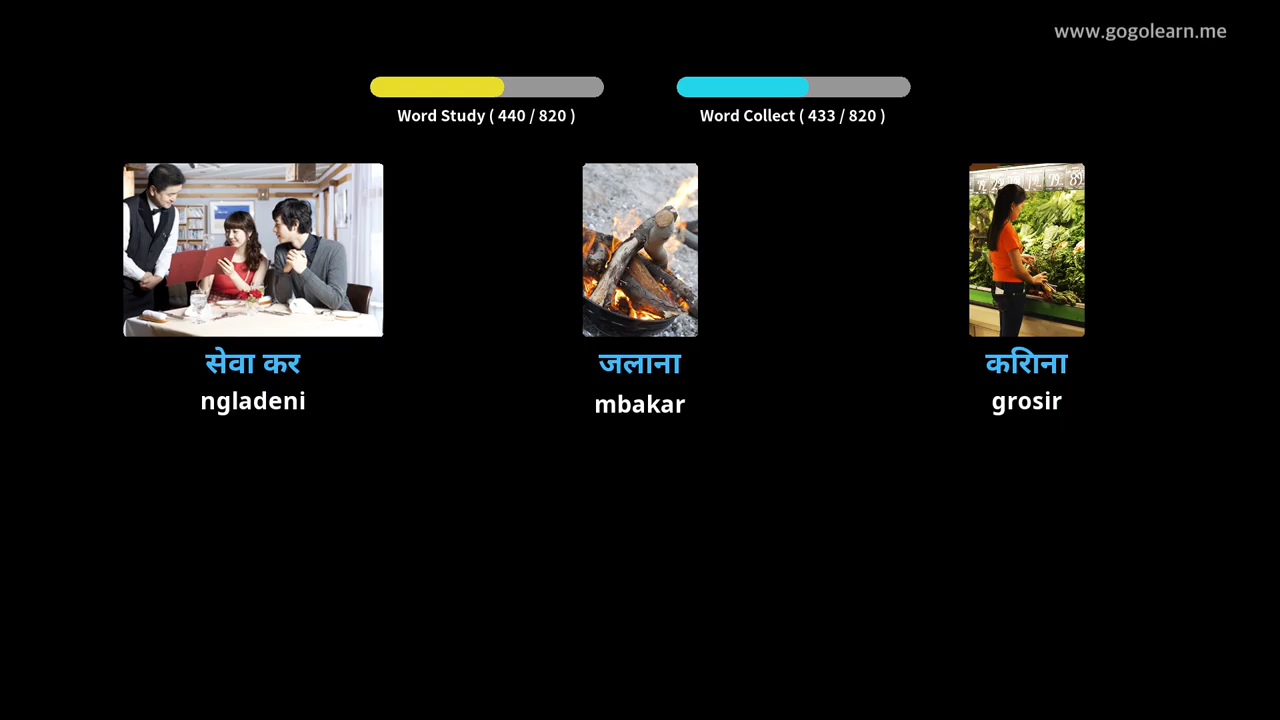 www.gogolearn.me
Word Study ( 440 / 820 )
Word Collect ( 433 / 820 )
सेवा कर
जलाना
करिाना
ngladeni
mbakar
grosir